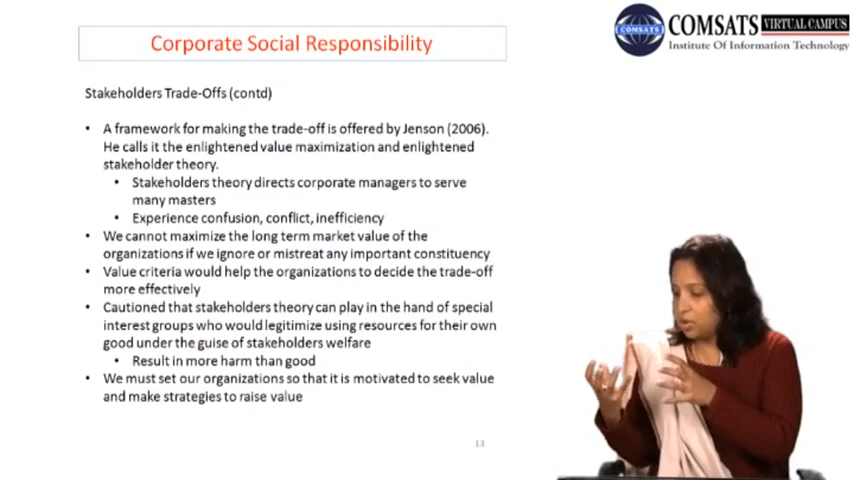 Corporate Social Responsibility
COMSATS
COMSATS VIRTUAL CAMPUS
Institute Of Information Technology
Stakeholders Trade-Offs (contd)
• A framework for making the trade-off is offered by Jenson (2006).
He calls it the enlightened value maximization and enlightened
stakeholder theory.
• Stakeholders theory directs corporate managers to serve
many masters
• Experience confusion, conflict, inefficiency
• We cannot maximize the long term market value of the
organizations if we ignore or mistreat any important constituency
• Value criteria would help the organizations to decide the trade-off
more effectively
• Cautioned that stakeholders theory can play in the hand of special
interest groups who would legitimize using resources for their own
good under the guise of stakeholders welfare
• Result in more harm than good
• We must set our organizations so that it is motivated to seek value
and make strategies to raise value